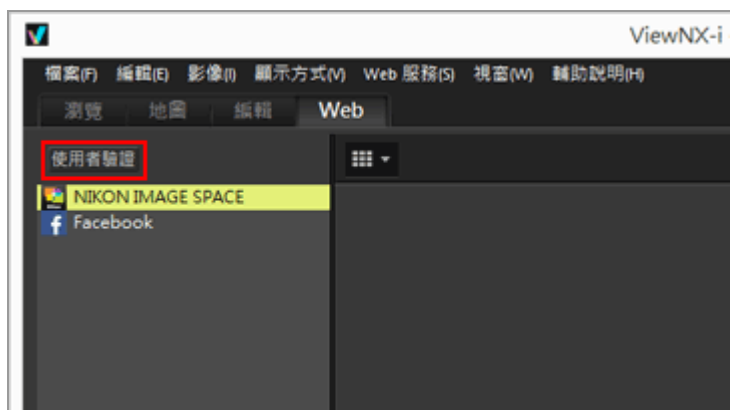 ViewNX-i
檔案(F) 編輯(E) 影像(I) 顯示方式(V) Web 服務(S) 視窗(W) 輔助說明(H)
瀏覽 地圖 編輯 Web
使用者驗證
NIKON IMAGE SPACE
Facebook